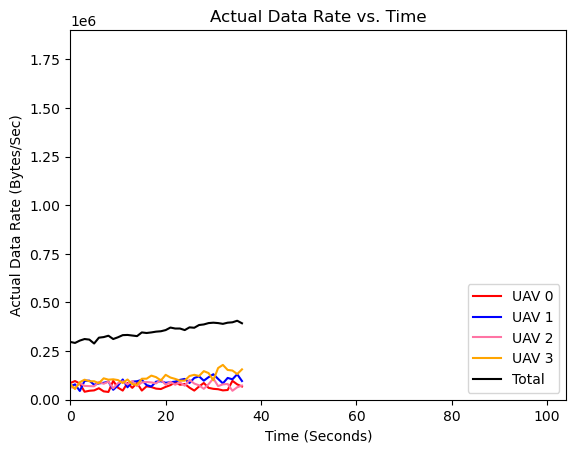 Actual Data Rate vs. Time
1e6
Actual Data Rate (Bytes/Sec)
1.75
1.50
1.25
1.00
0.75
0.50
0.25
0.00
0 20 40 60 80 100
Time (Seconds)
UAV 0
UAV 1
UAV 2
UAV 3
Total